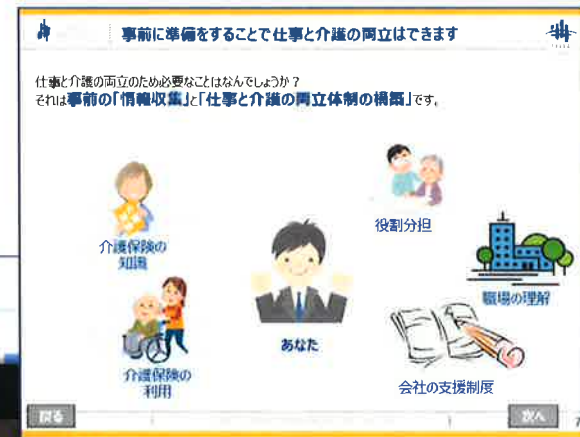 事前に準備をすることで仕事と介護の両立はできます
仕事と介護の両立のため必要なことはなんでしょうか？
それは事前の「情報収集」と「仕事と介護の両立体制の構築」です。
役割分担
介護保険の
知識
職場の理解
あなた
介護保険の
利用
会社の支援制度
戻る
次へ
7